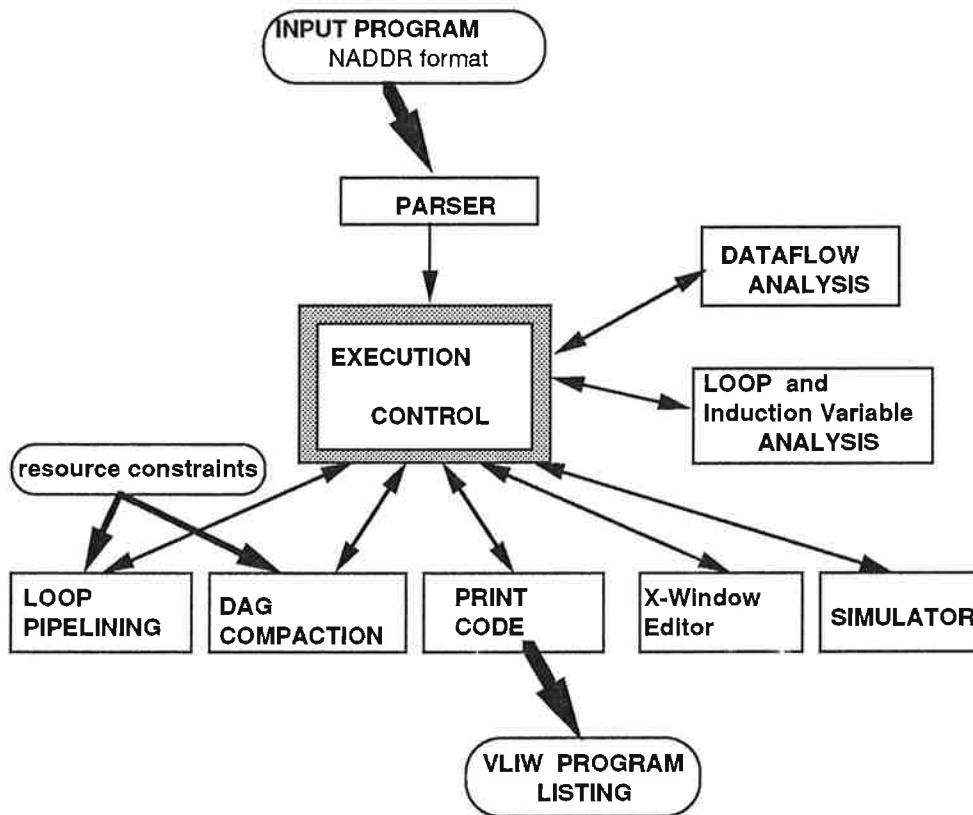 INPUT PROGRAM
NADDR format
PARSER
DATAFLOW
ANALYSIS
EXECUTION
CONTROL
LOOP and
Induction Variable
ANALYSIS
resource constraints
LOOP
PIPELINING
DAG
COMPACTION
PRINT
CODE
X-Window
Editor
SIMULATOR
VLIW PROGRAM
LISTING